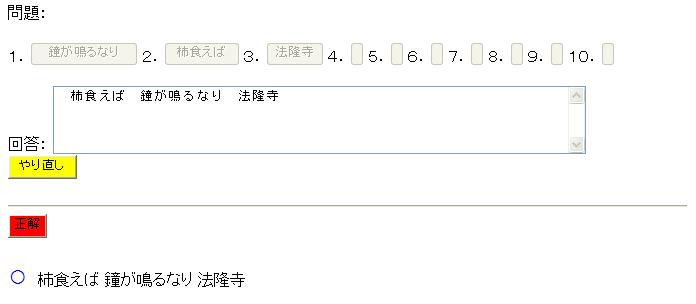 問題:
1. 鐘が鳴るなり 2. 柿食えば 3. 法隆寺 4. 5. 6. 7. 8. 9. 10.
柿食えば 鐘が鳴るなり 法隆寺
回答:
やり直し
正解
○ 柿食えば 鐘が鳴るなり 法隆寺